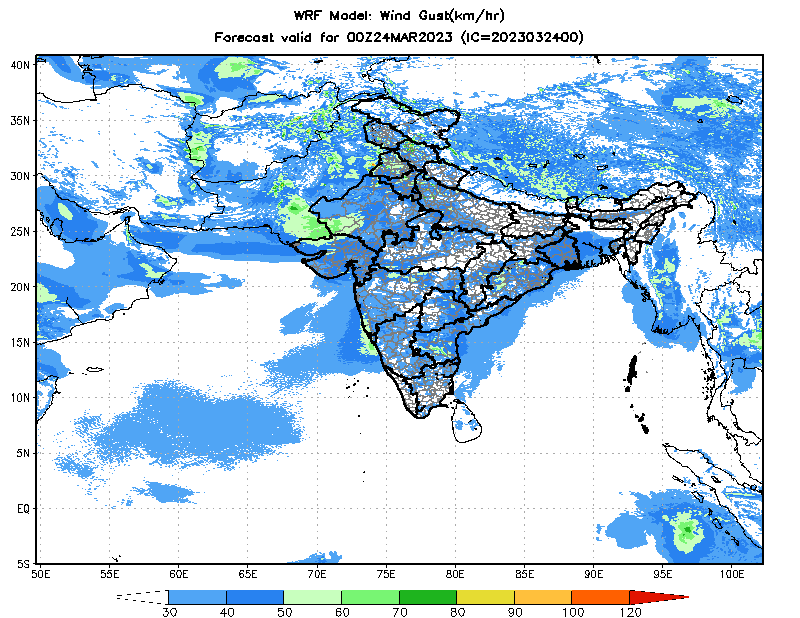 WRF Model: Wind Gust(km/hr)
Forecast valid for 00Z24MAR2023 (IC=2023032400)
40N
35N
30N
25N
20N
15N
10N
5N
EQ
5S
50E 55E 60E 65E 70E 75E 80E 85E 90E 95E 100E
30 40 50 60 70 80 90 100 120